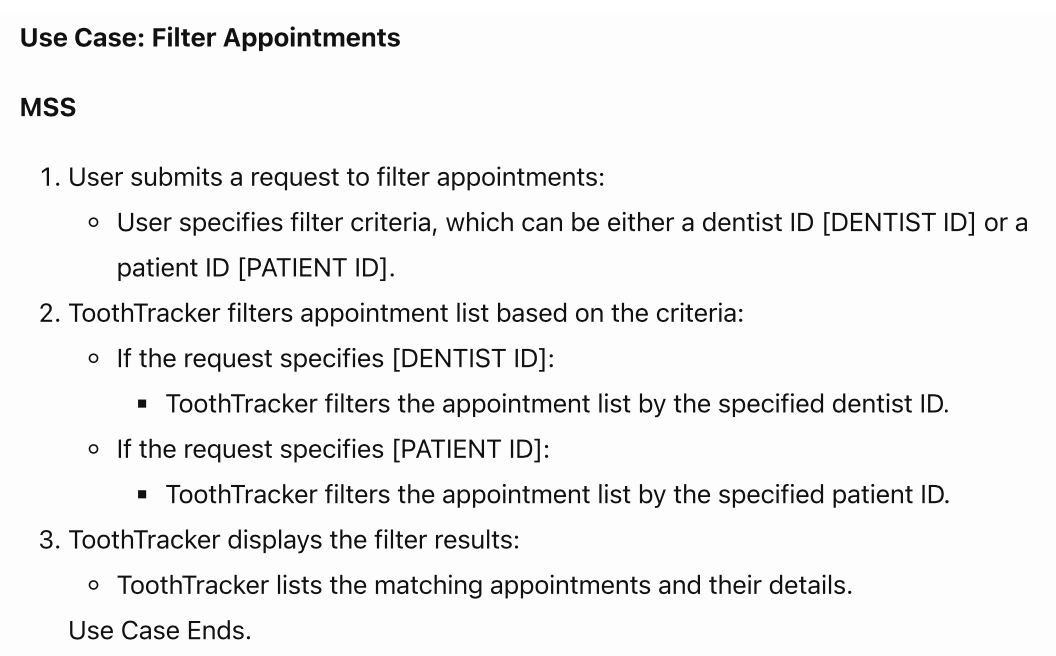 Use Case: Filter Appointments
MSS
1. User submits a request to filter appointments:
◦ User specifies filter criteria, which can be either a dentist ID [DENTIST ID] or a
patient ID [PATIENT ID].
2. ToothTracker filters appointment list based on the criteria:
◦ If the request specifies [DENTIST ID]:
▪ ToothTracker filters the appointment list by the specified dentist ID.
◦ If the request specifies [PATIENT ID]:
▪ ToothTracker filters the appointment list by the specified patient ID.
3. ToothTracker displays the filter results:
◦ ToothTracker lists the matching appointments and their details.
Use Case Ends.